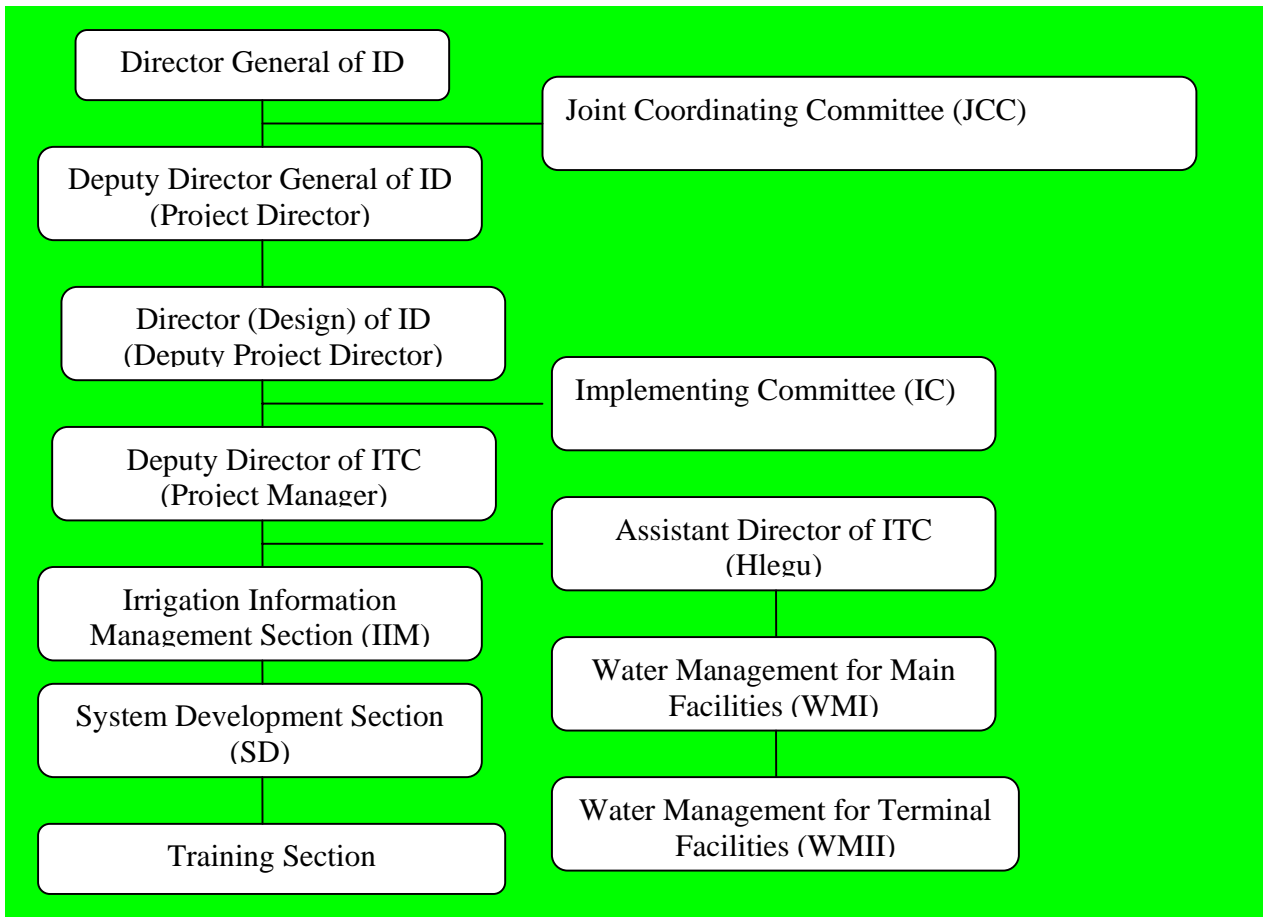 Director General of ID
Joint Coordinating Committee (JCC)
Deputy Director General of ID
(Project Director)
Director (Design) of ID
(Deputy Project Director)
Implementing Committee (IC)
Deputy Director of ITC
(Project Manager)
Assistant Director of ITC
(Hlegu)
Irrigation Information
Management Section (IIM)
Water Management for Main
Facilities (WMI)
System Development Section
(SD)
Water Management for Terminal
Facilities (WMII)
Training Section